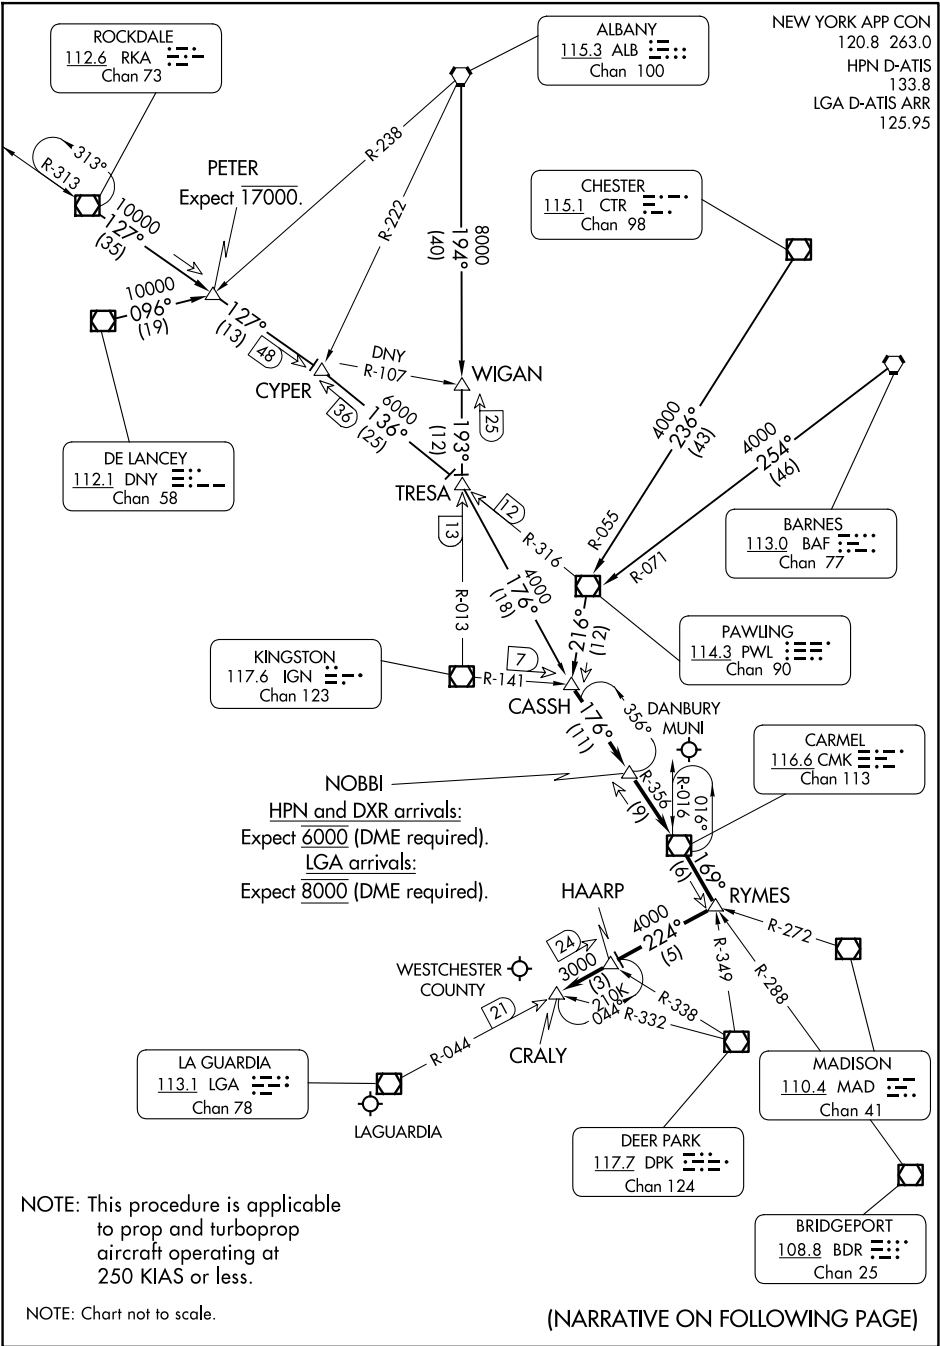 NEW YORK APP CON
120.8 263.0
HPN D-ATIS
133.8
LGA D-ATIS ARR
125.95
ROCKDALE
112.6 RKA
Chan 73
ALBANY
115.3 ALB
Chan 100
CHESTER
115.1 CTR
Chan 98
R-313
313°
PETER
Expect 17000.
R-238
R-222
10000
127°
(35)
8000
194°
(40)
10000
096°
(19)
127°
(13)
48
CYPER
DNY
R-107
WIGAN
36
6000
136°
(25)
193°
(12)
25
4000
236°
(43)
4000
254°
(46)
DE LANCEY
112.1 DNY
Chan 58
TRESA
13
12
R-316
R-055
R-071
BARNES
113.0 BAF
Chan 77
R-013
4000
176°
(18)
216°
(12)
PAWLING
114.3 PWL
Chan 90
KINGSTON
117.6 IGN
Chan 123
7
R-141
CASSH
176°
(11)
356°
DANBURY
MUNI
CARMEL
116.6 CMK
Chan 113
NOBBI
R-356
(9)
R-016
016°
HPN and DXR arrivals:
Expect 6000 (DME required).
LGA arrivals:
Expect 8000 (DME required).
169°
(6)
HAARP
RYMES
4000
224°
(5)
R-272
R-288
R-349
24
3000
(3)
210K
044°
R-338
R-332
WESTCHESTER
COUNTY
21
R-044
CRALY
LA GUARDIA
113.1 LGA
Chan 78
LAGUARDIA
MADISON
110.4 MAD
Chan 41
DEER PARK
117.7 DPK
Chan 124
BRIDGEPORT
108.8 BDR
Chan 25
NOTE: This procedure is applicable
to prop and turboprop
aircraft operating at
250 KIAS or less.
NOTE: Chart not to scale.
(NARRATIVE ON FOLLOWING PAGE)